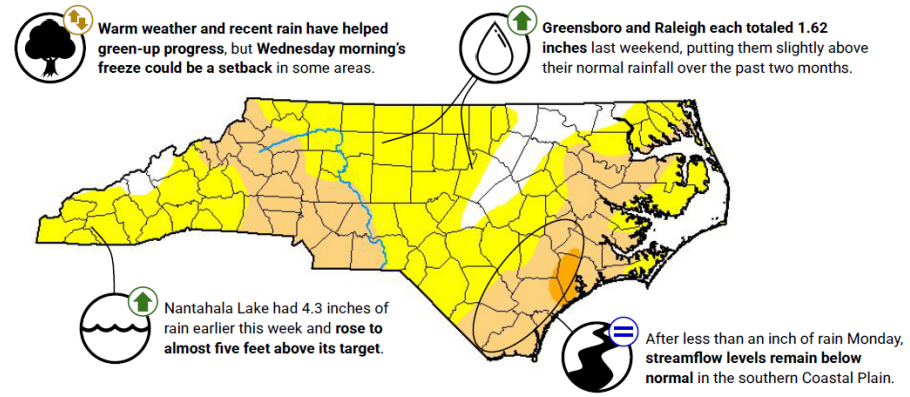 Warm weather and recent rain have helped
green-up progress, but Wednesday morning's
freeze could be a setback in some areas.
Greensboro and Raleigh each totaled 1.62
inches last weekend, putting them slightly above
their normal rainfall over the past two months.
Nantahala Lake had 4.3 inches of
rain earlier this week and rose to
almost five feet above its target.
After less than an inch of rain Monday,
streamflow levels remain below
normal in the southern Coastal Plain.